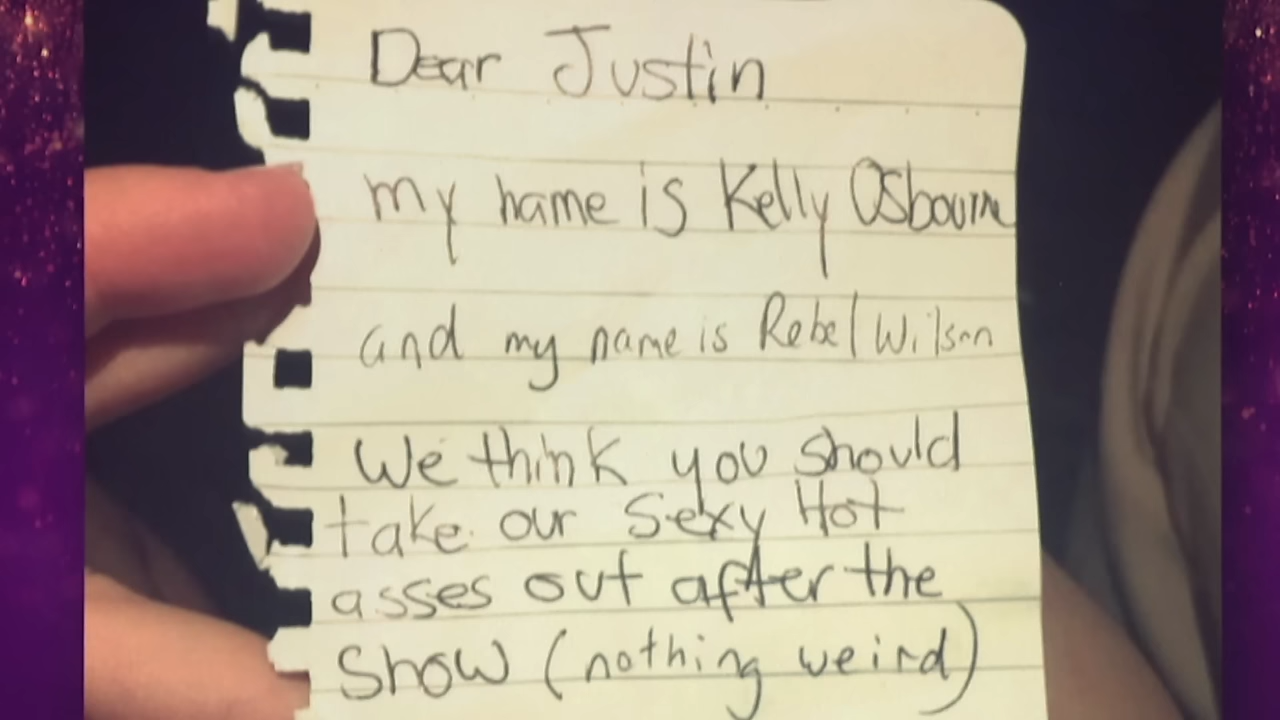 Dear Justin
my name is Kelly Osbourne
and my name is Rebel Wilson
We think you should
take our Sexy Hot
asses out after the
Show (nothing weird)